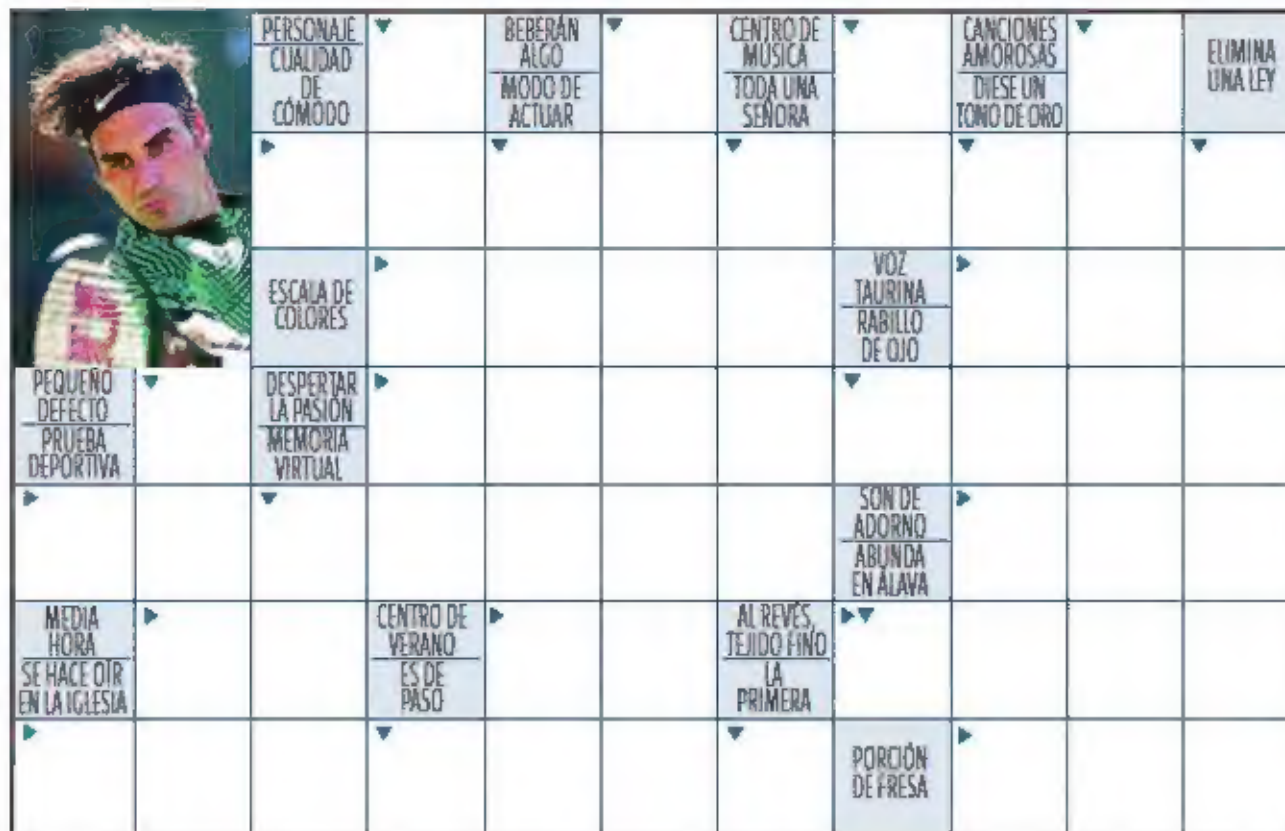 PERSONAJE
CUALIDAD
DE
CÓMODO
BEBERÁN
ALGO
MODO DE
ACTUAR
CENTRO DE
MÚSICA
TODA UNA
SEÑORA
CANCIONES
AMOROSAS
DIESE UN
TONO DE ORO
ELIMINA
UNA LEY
ESCALA DE
COLORES
VOZ
TAURINA
RABILLO
DE OJO
PEQUEÑO
DEFECTO
PRUEBA
DEPORTIVA
DESPERTAR
LA PASIÓN
MEMORIA
VIRTUAL
SON DE
ADORNO
ABUNDA
EN ÁLAVA
MEDIA
HORA
SE HACE OÍR
EN LA IGLESIA
CENTRO DE
VERANO
ES DE
PASO
AL REVÉS,
TEJIDO FINO
LA
PRIMERA
PORCIÓN
DE FRESA